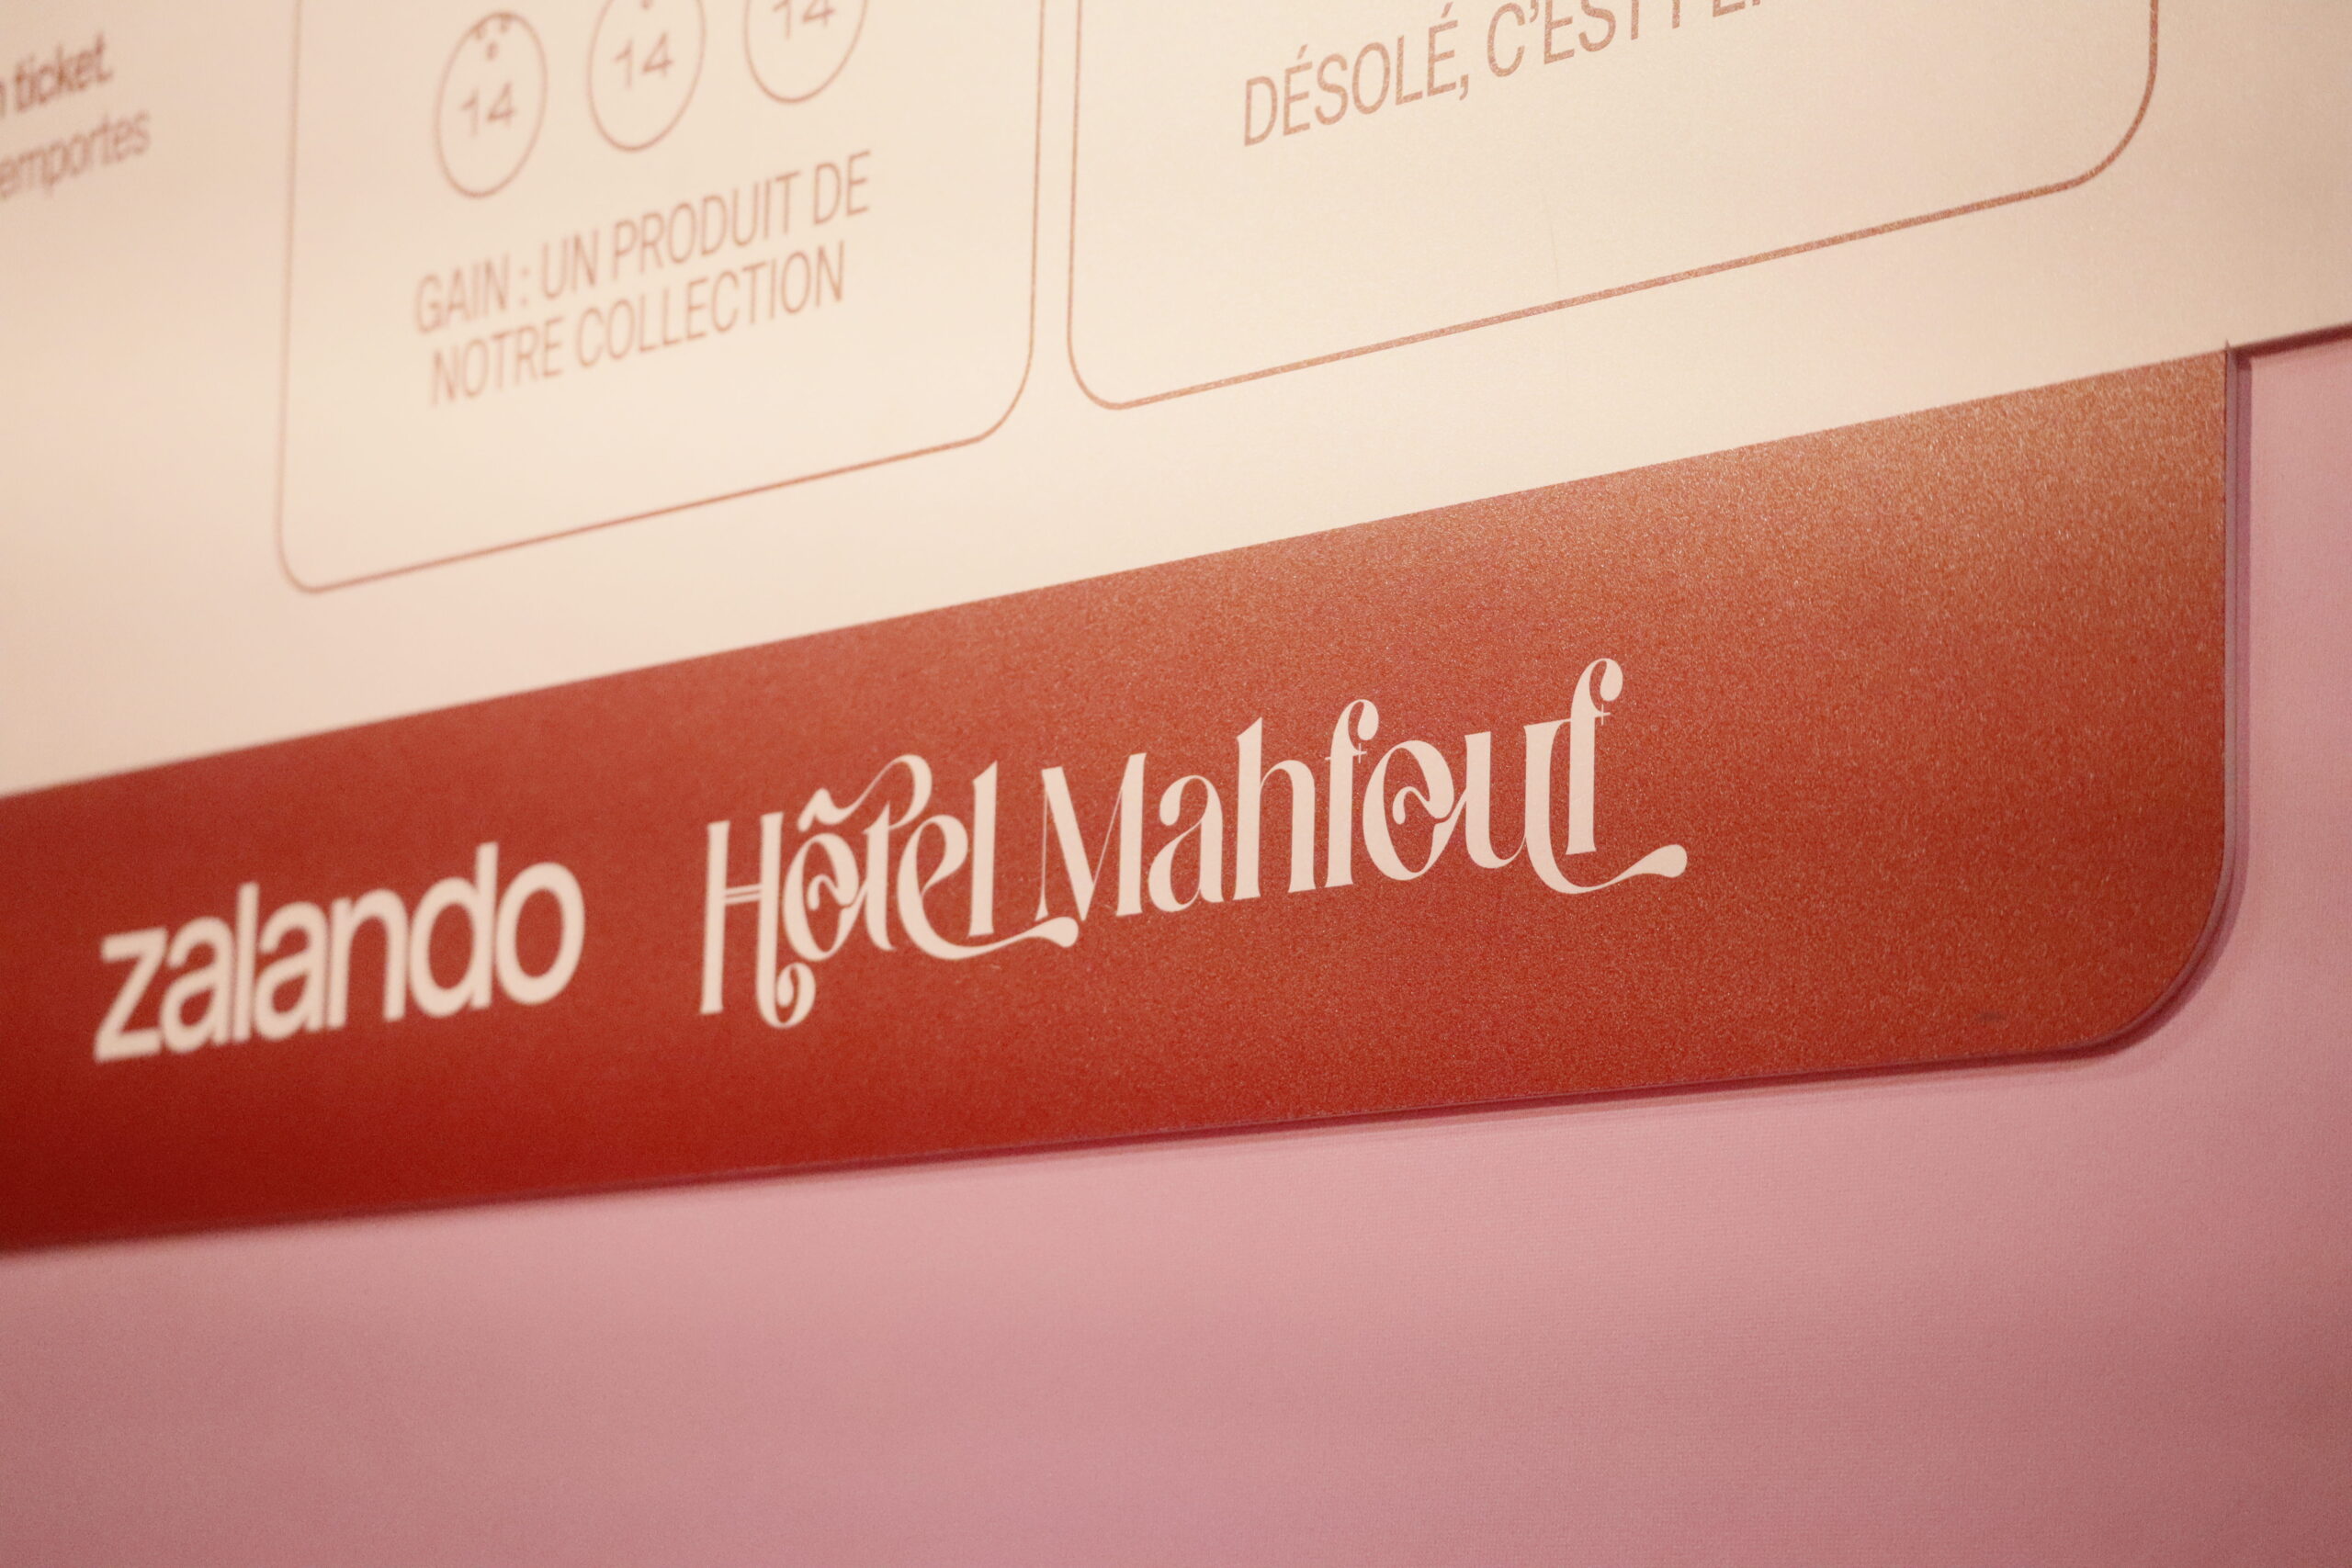 ticket.
emportes
14 14 14
GAIN : UN PRODUIT DE
NOTRE COLLECTION
DÉSOLÉ, C'EST
zalando Hôtel Mahfouf